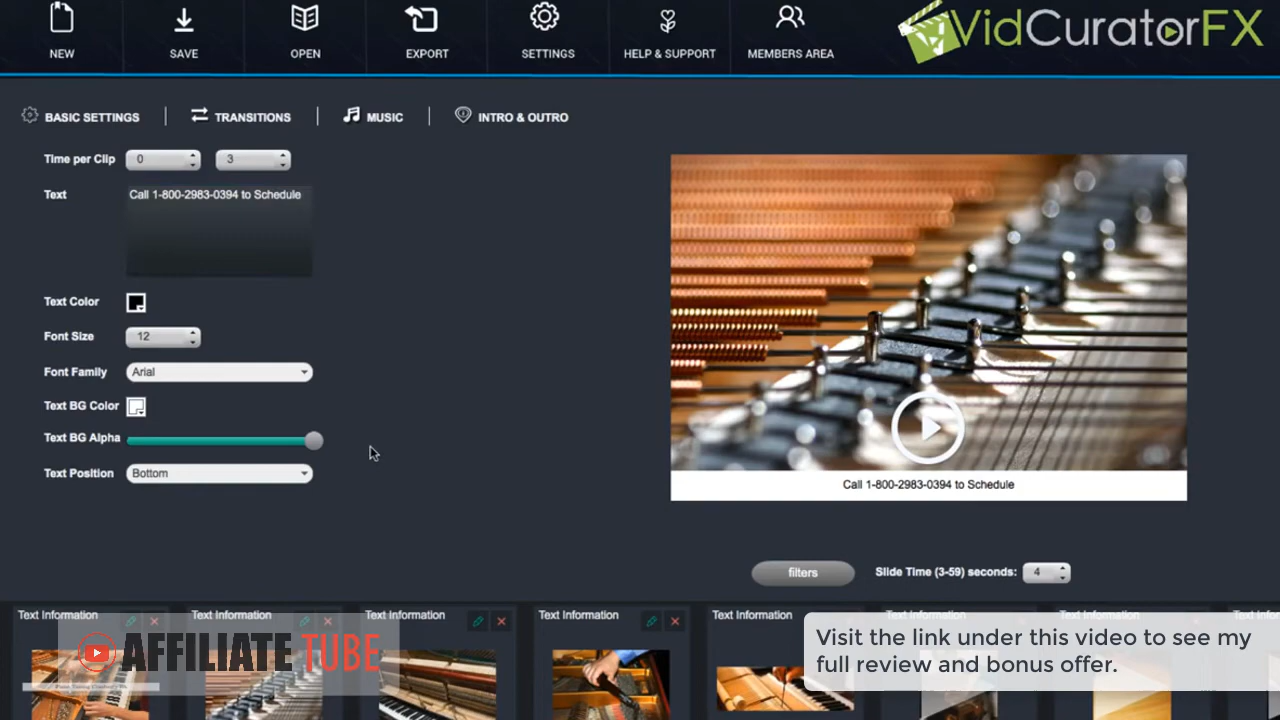 NEW
SAVE
OPEN
EXPORT
SETTINGS
HELP & SUPPORT
MEMBERS AREA
VidCuratorFX
BASIC SETTINGS
TRANSITIONS
MUSIC
INTRO & OUTRO
Time per Clip 0 3
Text Call 1-800-2983-0394 to Schedule
Text Color
Font Size 12
Font Family Arial
Text BG Color
Text BG Alpha
Text Position Bottom
Call 1-800-2983-0394 to Schedule
filters
Slide Time (3-59) seconds: 4
Text Information
Text Information
Text Information
Text Information
Text Information
AFFILIATE TUBE
Visit the link under this video to see my
full review and bonus offer.